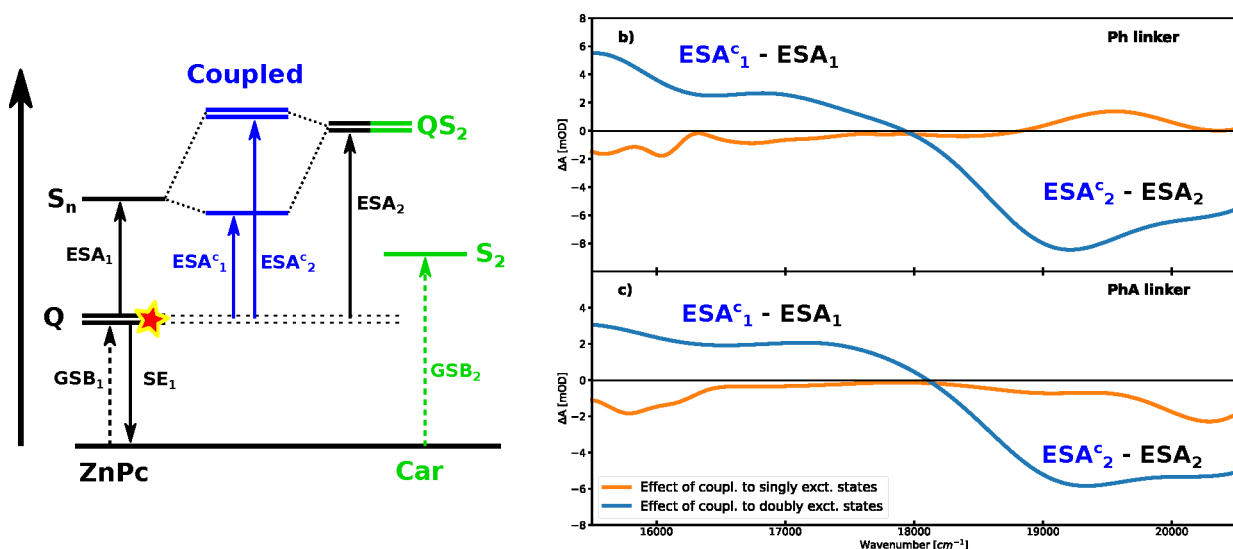 Coupled
QS₂
Sₙ
ESA₁
ESAᶜ₁
ESAᶜ₂
ESA₂
S₂
Q
GSB₁
SE₁
GSB₂
ZnPc
Car
b)
Ph linker
ESAᶜ₁ - ESA₁
ESAᶜ₂ - ESA₂
ΔA [mOD]
8
6
4
2
0
−2
−4
−6
−8
c)
PhA linker
ESAᶜ₁ - ESA₁
ESAᶜ₂ - ESA₂
ΔA [mOD]
4
2
0
−2
−4
−6
−8
Effect of coupl. to singly exct. states
Effect of coupl. to doubly exct. states
16000 17000 18000 19000 20000
Wavenumber [cm⁻¹]